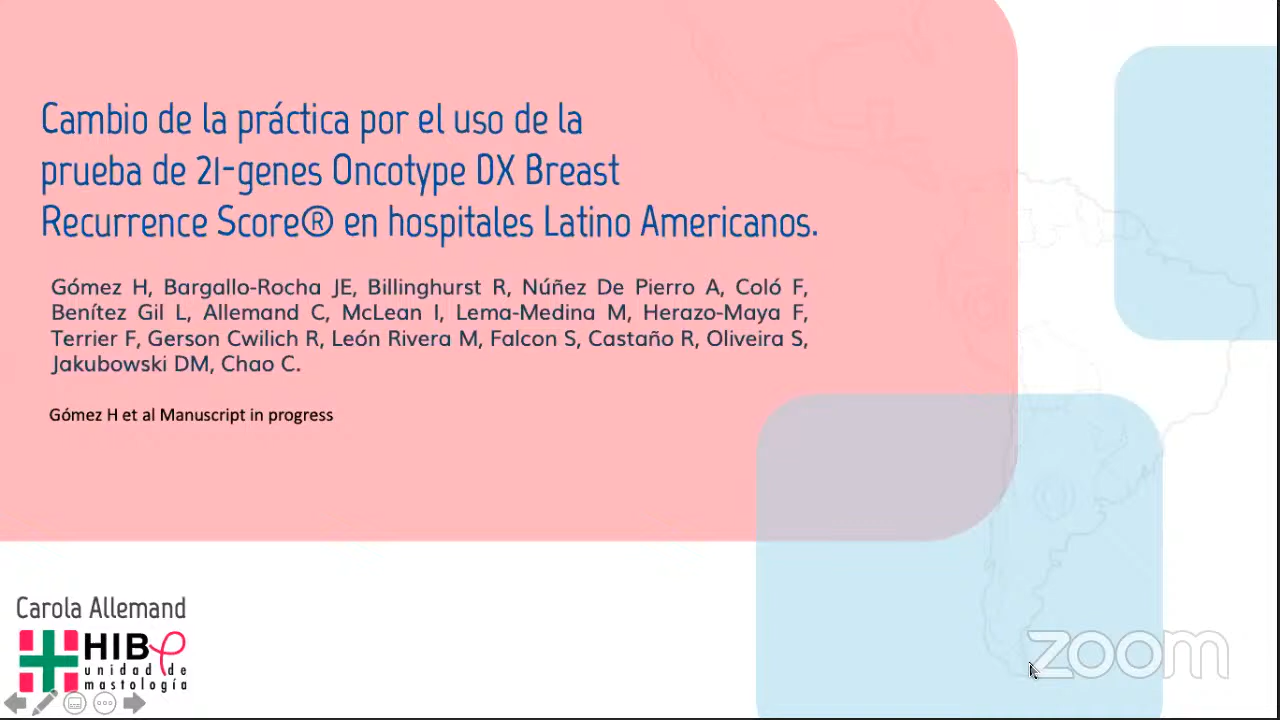 Cambio de la práctica por el uso de la
prueba de 21-genes Oncotype DX Breast
Recurrence Score® en hospitales Latino Americanos.
Gómez H, Bargallo-Rocha JE, Billinghurst R, Núñez De Pierro A, Coló F,
Benítez Gil L, Allemand C, McLean I, Lema-Medina M, Herazo-Maya F,
Terrier F, Gerson Cwilich R, León Rivera M, Falcon S, Castaño R, Oliveira S,
Jakubowski DM, Chao C.
Gómez H et al Manuscript in progress
Carola Allemand
HIB
unidad de
mastología
zoom